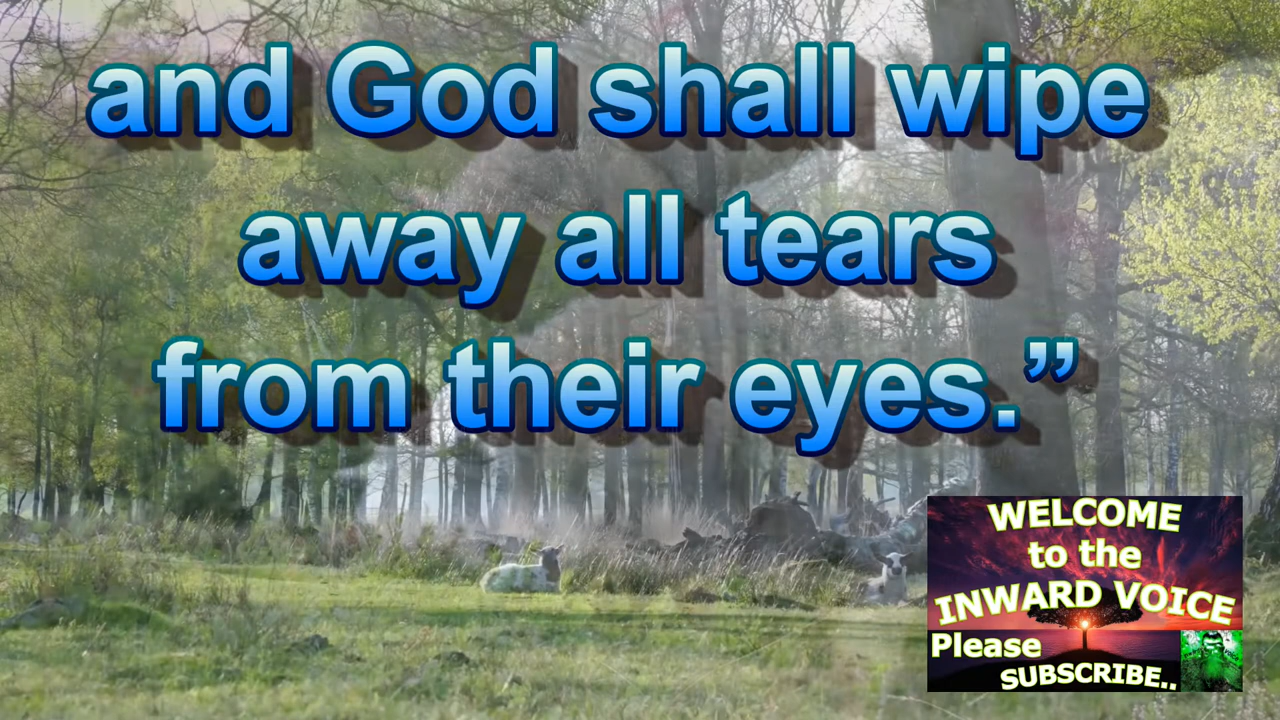 and God shall wipe
away all tears
from their eyes.”
WELCOME
to the
INWARD VOICE
Please
SUBSCRIBE..